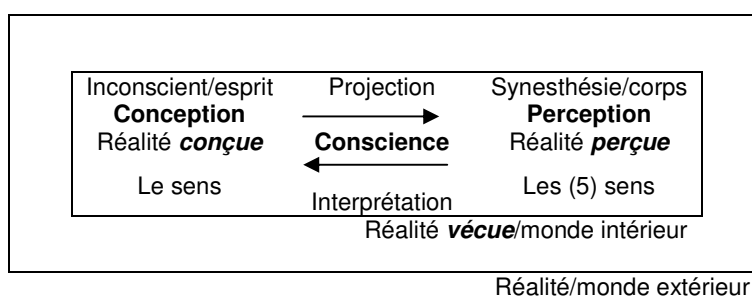 Inconscient/esprit Projection Synesthésie/corps
Conception Perception
Réalité conçue Conscience Réalité perçue
Le sens Les (5) sens
Interprétation
Réalité vécue/monde intérieur
Réalité/monde extérieur